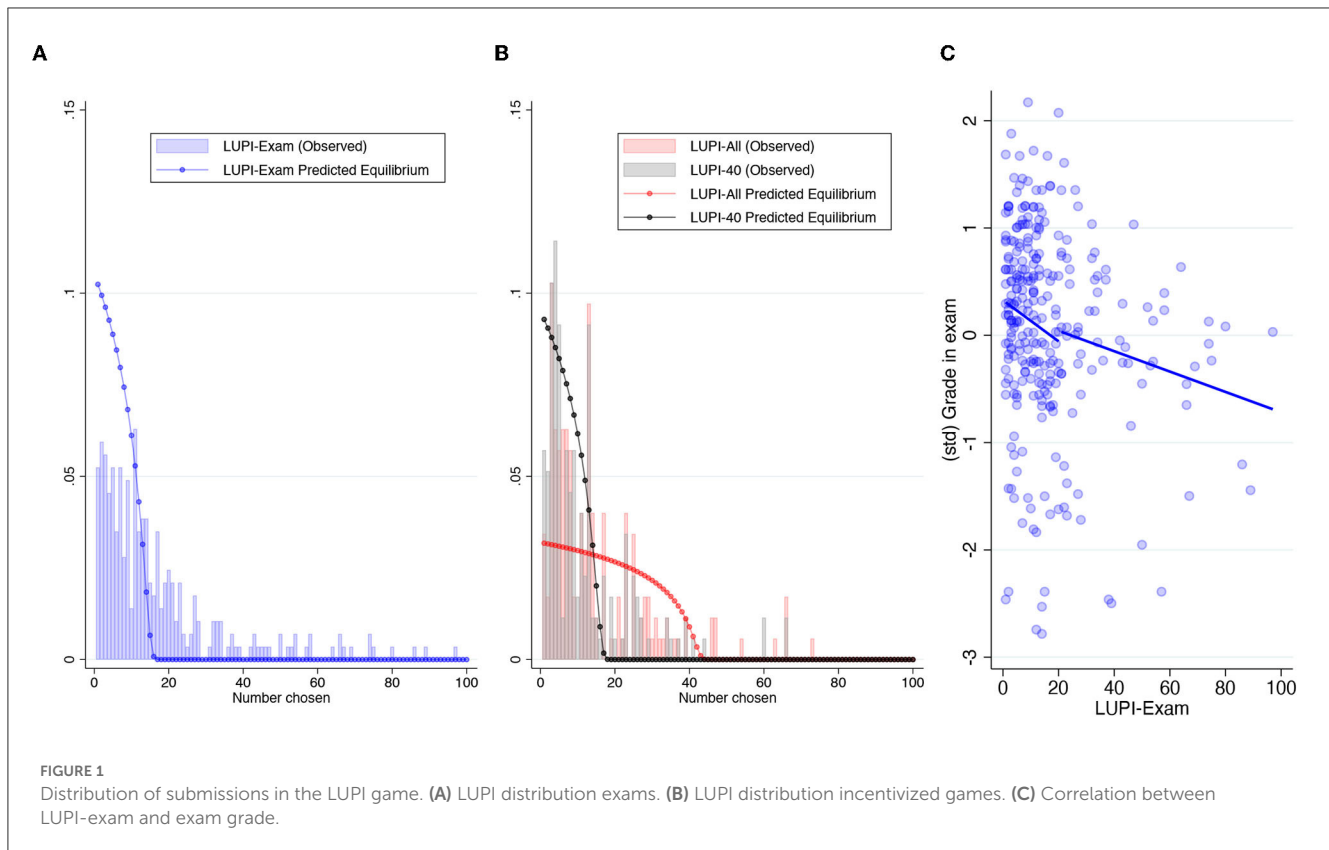 A
B
C
.15
.1
.05
0
LUPI-Exam (Observed)
LUPI-Exam Predicted Equilibrium
0
20
40
60
80
100
Number chosen
.15
.1
.05
0
LUPI-All (Observed)
LUPI-40 (Observed)
LUPI-All Predicted Equilibrium
LUPI-40 Predicted Equilibrium
0
20
40
60
80
100
Number chosen
(std) Grade in exam
2
1
0
-1
-2
-3
0
20
40
60
80
100
LUPI-Exam
FIGURE 1
Distribution of submissions in the LUPI game. (A) LUPI distribution exams. (B) LUPI distribution incentivized games. (C) Correlation between
LUPI-exam and exam grade.